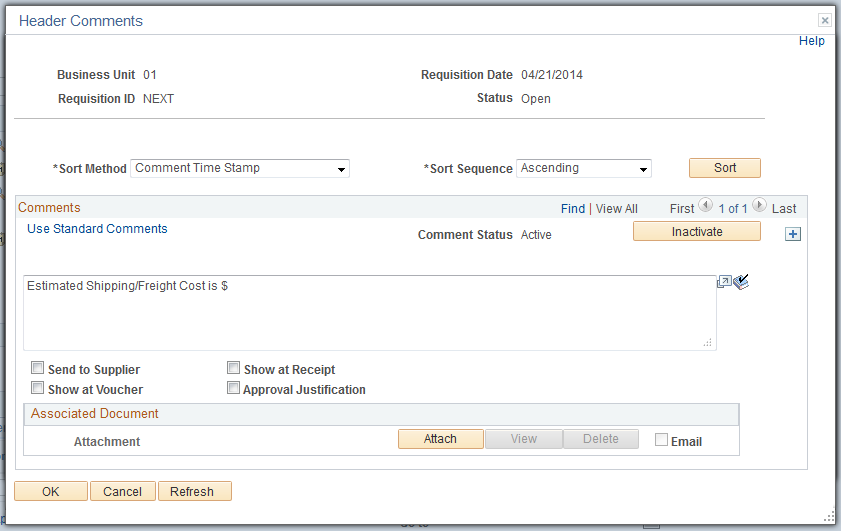 Header Comments
Help
Business Unit 01 Requisition Date 04/21/2014
Requisition ID NEXT Status Open
*Sort Method Comment Time Stamp *Sort Sequence Ascending Sort
Comments Find | View All First 1 of 1 Last
Use Standard Comments Comment Status Active Inactivate
Estimated Shipping/Freight Cost is $
Send to Supplier Show at Receipt
Show at Voucher Approval Justification
Associated Document
Attachment Attach View Delete Email
OK Cancel Refresh